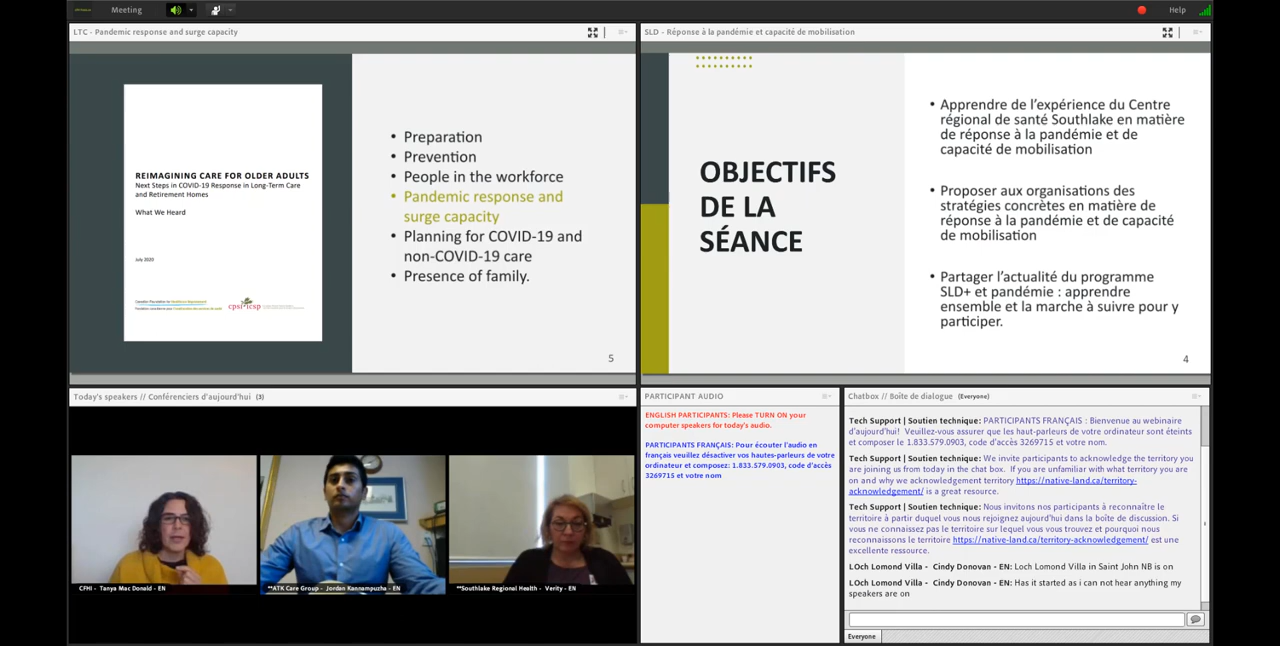 Meeting
Help
LTC - Pandemic response and surge capacity
REIMAGINING CARE FOR OLDER ADULTS
Next Steps in COVID-19 Response in Long-Term Care
and Retirement Homes
What We Heard
July 2020
cpsi icsp
• Preparation
• Prevention
• People in the workforce
• Pandemic response and
surge capacity
• Planning for COVID-19 and
non-COVID-19 care
• Presence of family.
5
SLD - Réponse à la pandémie et capacité de mobilisation
OBJECTIFS
DE LA
SÉANCE
• Apprendre de l'expérience du Centre
régional de santé Southlake en matière
de réponse à la pandémie et de
capacité de mobilisation
• Proposer aux organisations des
stratégies concrètes en matière de
réponse à la pandémie et de capacité
de mobilisation
• Partager l'actualité du programme
SLD+ et pandémie : apprendre
ensemble et la marche à suivre pour y
participer.
4
Today's speakers // Conférenciers d'aujourd'hui (3)
CFHI - Tanya Mac Donald - EN
**ATK Care Group - Jordan Kannampuzha - EN
**Southlake Regional Health - Verity - EN
PARTICIPANT AUDIO
ENGLISH PARTICIPANTS: Please TURN ON your
computer speakers for today's audio.
PARTICIPANTS FRANÇAIS: Pour écouter l'audio en
français veuillez désactiver vos hautes-parleurs de votre
ordinateur et composez: 1.833.579.0903, code d'accès
3269715 et votre nom
Chatbox // Boîte de dialogue (Everyone)
Tech Support | Soutien technique: PARTICIPANTS FRANÇAIS : Bienvenue au webinaire
d'aujourd'hui! Veuillez-vous assurer que les haut-parleurs de votre ordinateur sont éteints
et composer le 1.833.579.0903, code d'accès 3269715 et votre nom.
Tech Support | Soutien technique: We invite participants to acknowledge the territory you
are joining us from today in the chat box. If you are unfamiliar with what territory you are
on and why we acknowledge territory https://native-land.ca/territory-
acknowledgement/ is a great resource.
Tech Support | Soutien technique: Nous invitons nos participants à reconnaître le
territoire à partir duquel vous nous rejoignez aujourd'hui dans la boîte de discussion. Si
vous ne connaissez pas le territoire sur lequel vous vous trouvez et pourquoi nous
reconnaissons le territoire https://native-land.ca/territory-acknowledgement/ est une
excellente ressource.
LOch Lomond Villa - Cindy Donovan - EN: Loch Lomond Villa in Saint John NB is on
LOch Lomond Villa - Cindy Donovan - EN: Has it started as i can not hear anything my
speakers are on
Everyone